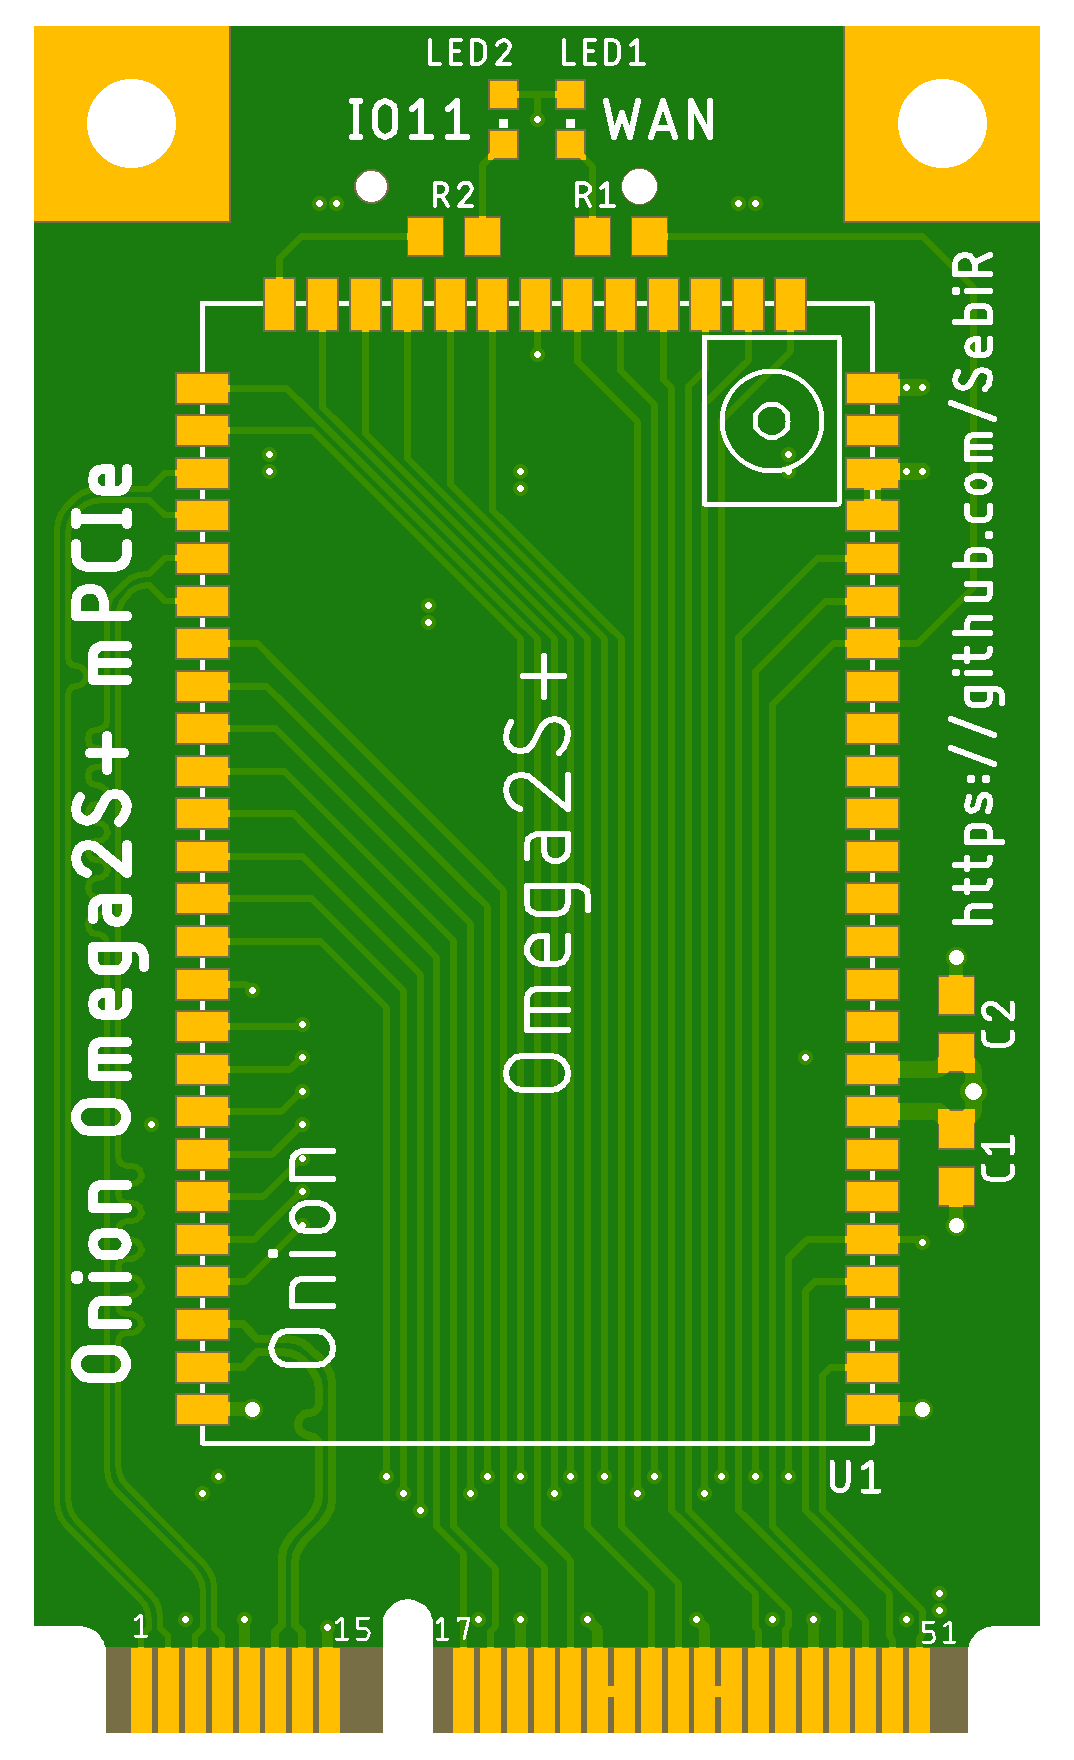 LED2 LED1
IO11 WAN
R2 R1
https://github.com/SebiR
Onion Omega2S+ mPCIe
Omega2S+
Onion
C2
C1
U1
1 15 17 51